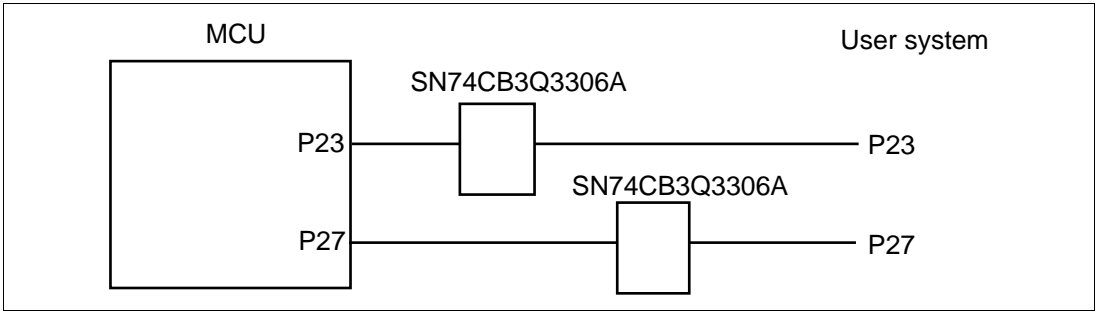 MCU
User system
SN74CB3Q3306A
P23
P23
SN74CB3Q3306A
P27
P27